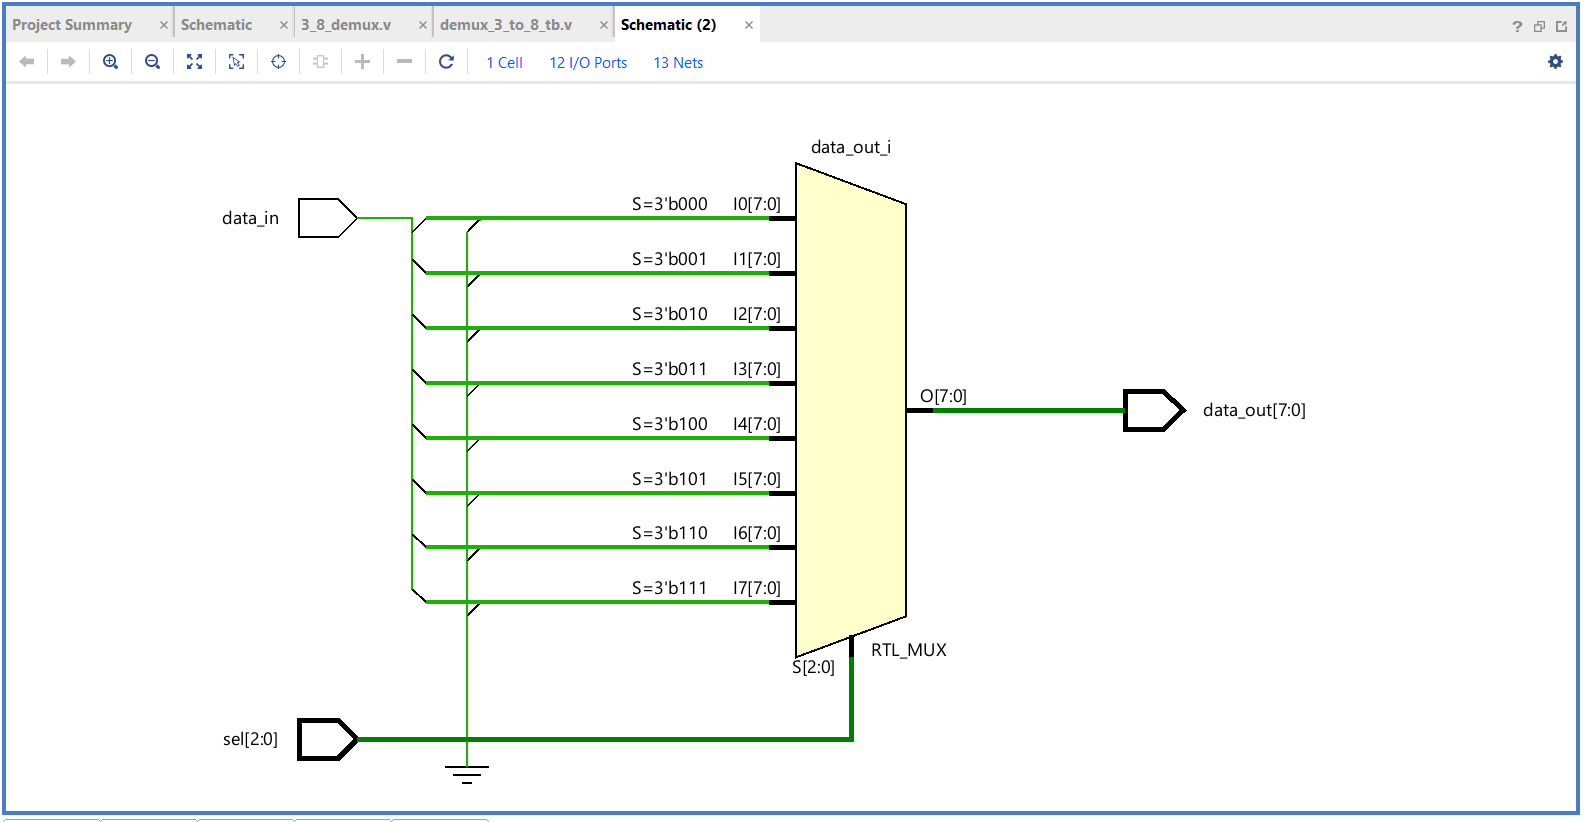 Project Summary × Schematic × 3_8_demux.v × demux_3_to_8_tb.v × Schematic (2) × ?
1 Cell 12 I/O Ports 13 Nets
data_out_i
data_in
S=3'b000 I0[7:0]
S=3'b001 I1[7:0]
S=3'b010 I2[7:0]
S=3'b011 I3[7:0]
O[7:0]
data_out[7:0]
S=3'b100 I4[7:0]
S=3'b101 I5[7:0]
S=3'b110 I6[7:0]
S=3'b111 I7[7:0]
RTL_MUX
S[2:0]
sel[2:0]